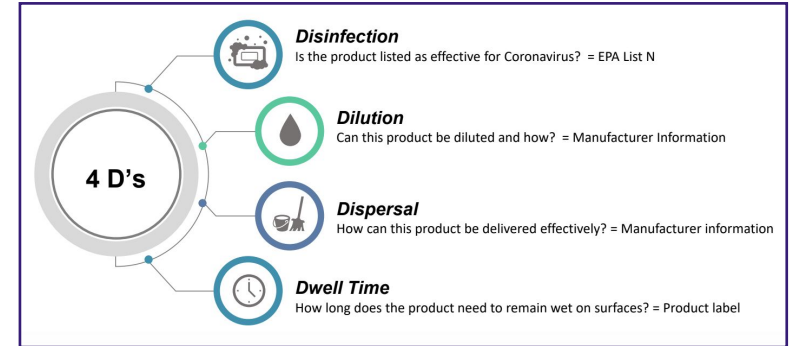 Disinfection
Is the product listed as effective for Coronavirus? = EPA List N
Dilution
Can this product be diluted and how? = Manufacturer Information
4 D’s
Dispersal
How can this product be delivered effectively? = Manufacturer information
Dwell Time
How long does the product need to remain wet on surfaces? = Product label